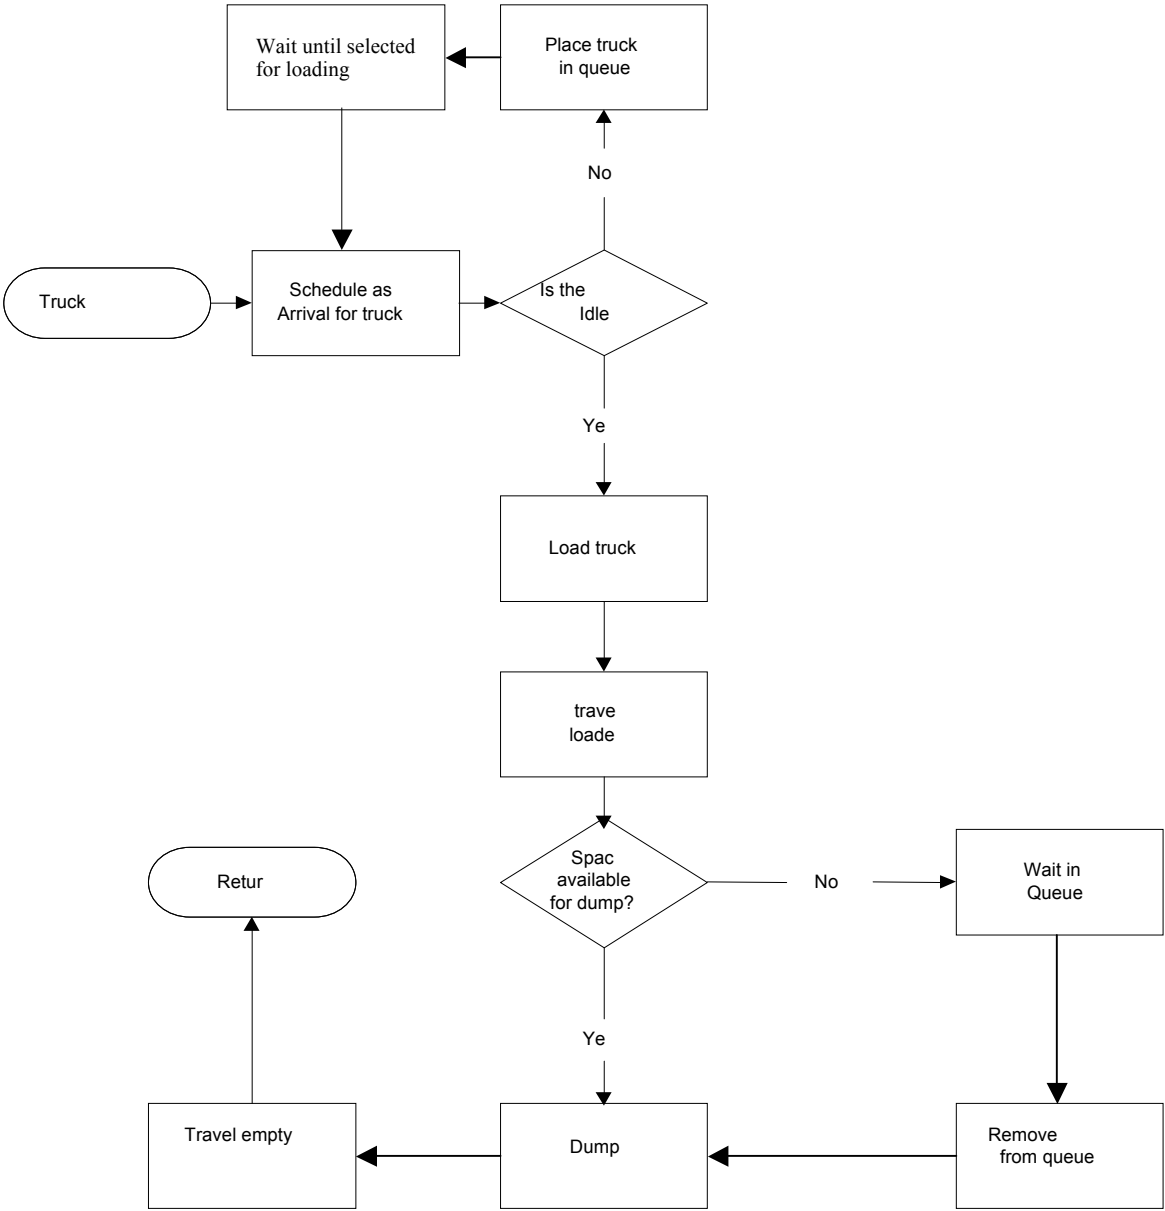 Wait until selected
for loading
Place truck
in queue
No
Truck
Schedule as
Arrival for truck
Is the
Idle
Ye
Load truck
trave
loade
Spac
available
for dump?
No
Wait in
Queue
Retur
Ye
Travel empty
Dump
Remove
from queue